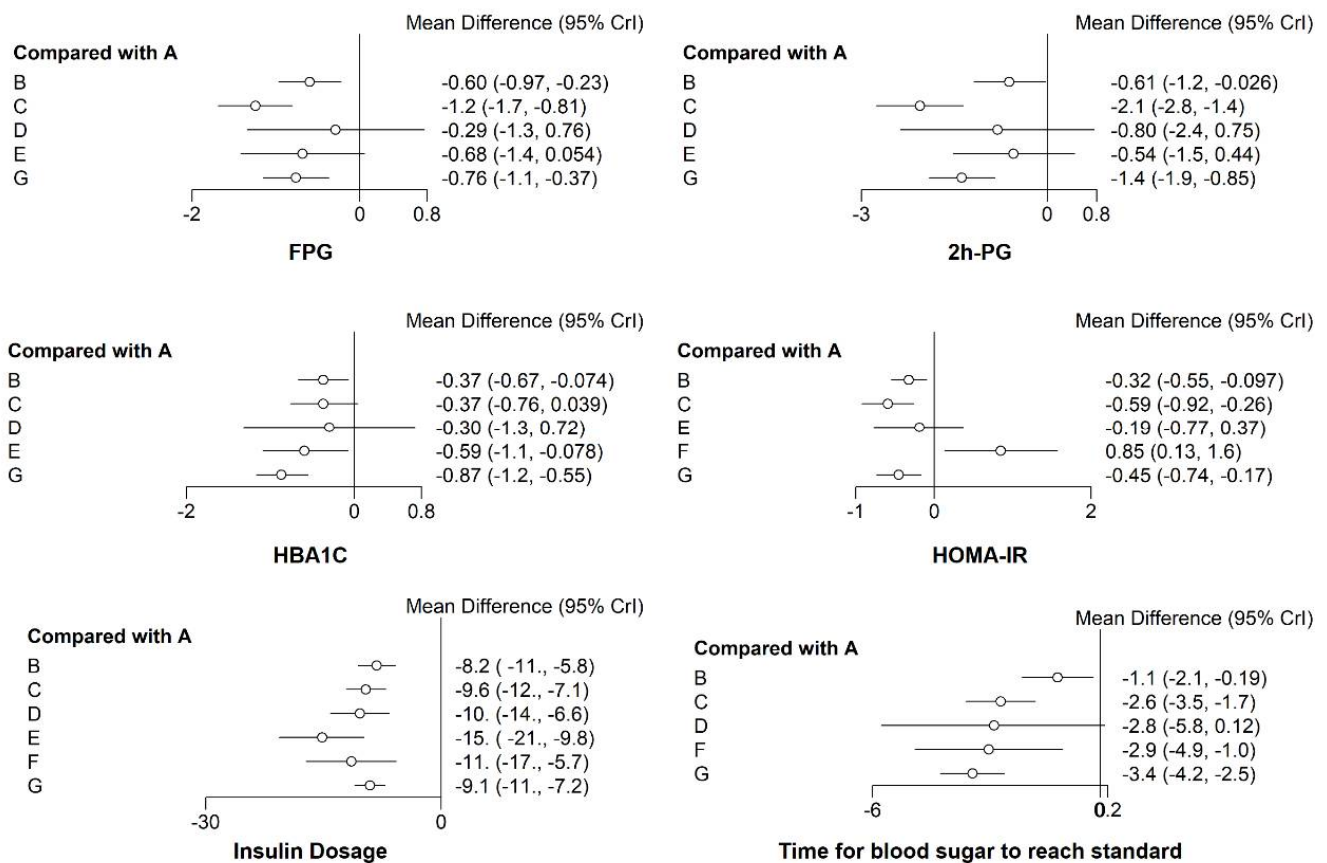 Mean Difference (95% CrI)
Compared with A
B -0.60 (-0.97, -0.23)
C -1.2 (-1.7, -0.81)
D -0.29 (-1.3, 0.76)
E -0.68 (-1.4, 0.054)
G -0.76 (-1.1, -0.37)
-2 0 0.8
FPG
Mean Difference (95% CrI)
Compared with A
B -0.61 (-1.2, -0.026)
C -2.1 (-2.8, -1.4)
D -0.80 (-2.4, 0.75)
E -0.54 (-1.5, 0.44)
G -1.4 (-1.9, -0.85)
-3 0 0.8
2h-PG
Mean Difference (95% CrI)
Compared with A
B -0.37 (-0.67, -0.074)
C -0.37 (-0.76, 0.039)
D -0.30 (-1.3, 0.72)
E -0.59 (-1.1, -0.078)
G -0.87 (-1.2, -0.55)
-2 0 0.8
HBA1C
Mean Difference (95% CrI)
Compared with A
B -0.32 (-0.55, -0.097)
C -0.59 (-0.92, -0.26)
E -0.19 (-0.77, 0.37)
F 0.85 (0.13, 1.6)
G -0.45 (-0.74, -0.17)
-1 0 2
HOMA-IR
Mean Difference (95% CrI)
Compared with A
B -8.2 ( -11., -5.8)
C -9.6 (-12., -7.1)
D -10. (-14., -6.6)
E -15. ( -21., -9.8)
F -11. (-17., -5.7)
G -9.1 (-11., -7.2)
-30 0
Insulin Dosage
Mean Difference (95% CrI)
Compared with A
B -1.1 (-2.1, -0.19)
C -2.6 (-3.5, -1.7)
D -2.8 (-5.8, 0.12)
F -2.9 (-4.9, -1.0)
G -3.4 (-4.2, -2.5)
-6 0 0.2
Time for blood sugar to reach standard